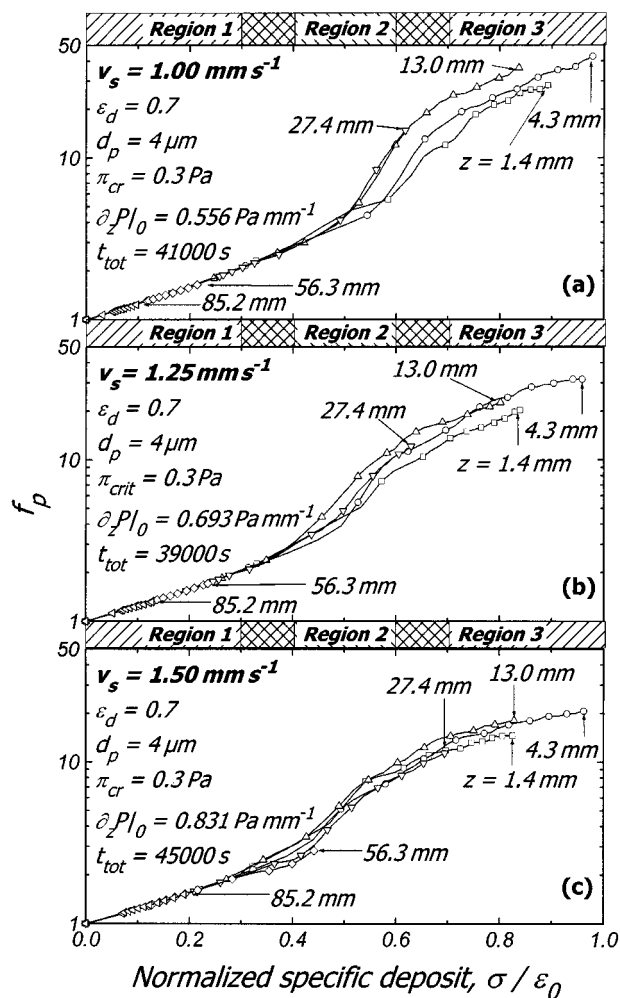 Region 1 Region 2 Region 3
50
v_s = 1.00 mm s⁻¹
ε_d = 0.7
d_p = 4 µm
π_cr = 0.3 Pa
∂_zP|_0 = 0.556 Pa mm⁻¹
t_tot = 41000 s
10
1
13.0 mm
27.4 mm
4.3 mm
z = 1.4 mm
56.3 mm
85.2 mm
(a)
Region 1 Region 2 Region 3
50
v_s = 1.25 mm s⁻¹
ε_d = 0.7
d_p = 4 µm
π_crit = 0.3 Pa
∂_zP|_0 = 0.693 Pa mm⁻¹
t_tot = 39000 s
10
1
13.0 mm
27.4 mm
4.3 mm
z = 1.4 mm
56.3 mm
85.2 mm
(b)
f_p
Region 1 Region 2 Region 3
50
v_s = 1.50 mm s⁻¹
ε_d = 0.7
d_p = 4 µm
π_cr = 0.3 Pa
∂_zP|_0 = 0.831 Pa mm⁻¹
t_tot = 45000 s
10
1
27.4 mm
13.0 mm
4.3 mm
z = 1.4 mm
56.3 mm
85.2 mm
(c)
0.0 0.2 0.4 0.6 0.8 1.0
Normalized specific deposit, σ / ε_0